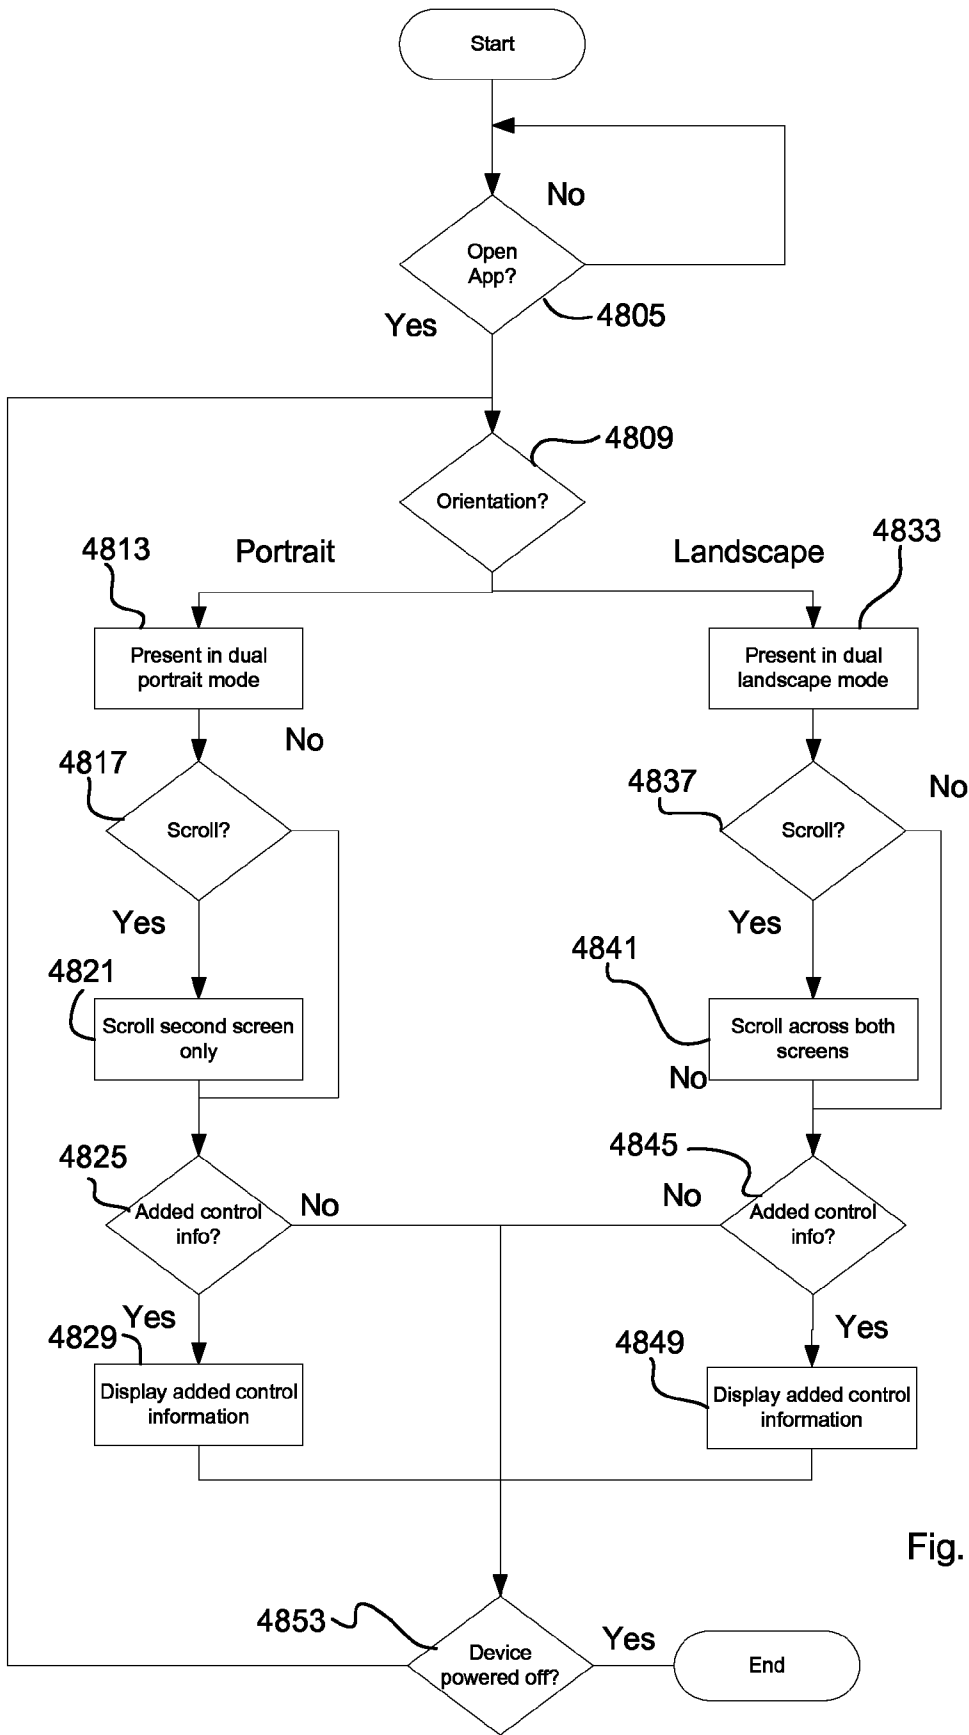 Start
No
Open
App?
4805
Yes
4809
Orientation?
4813
Portrait
Landscape
4833
Present in dual
portrait mode
Present in dual
landscape mode
No
4817
4837
No
Scroll?
Scroll?
Yes
Yes
4821
4841
Scroll second screen
only
Scroll across both
screens
No
4825
4845
No
No
Added control
info?
Added control
info?
Yes
Yes
4829
4849
Display added control
information
Display added control
information
Fig.
4853
Yes
Device
powered off?
End